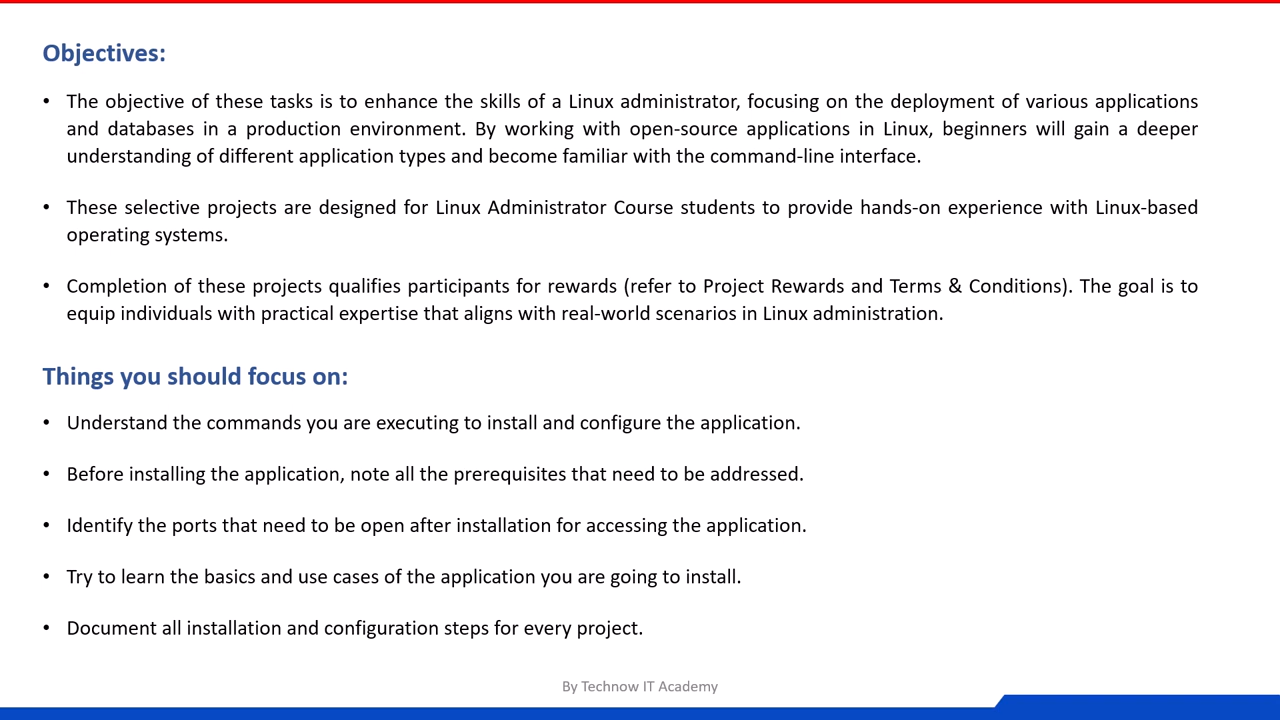 Objectives:
• The objective of these tasks is to enhance the skills of a Linux administrator, focusing on the deployment of various applications
and databases in a production environment. By working with open-source applications in Linux, beginners will gain a deeper
understanding of different application types and become familiar with the command-line interface.
• These selective projects are designed for Linux Administrator Course students to provide hands-on experience with Linux-based
operating systems.
• Completion of these projects qualifies participants for rewards (refer to Project Rewards and Terms & Conditions). The goal is to
equip individuals with practical expertise that aligns with real-world scenarios in Linux administration.
Things you should focus on:
• Understand the commands you are executing to install and configure the application.
• Before installing the application, note all the prerequisites that need to be addressed.
• Identify the ports that need to be open after installation for accessing the application.
• Try to learn the basics and use cases of the application you are going to install.
• Document all installation and configuration steps for every project.
By Technow IT Academy